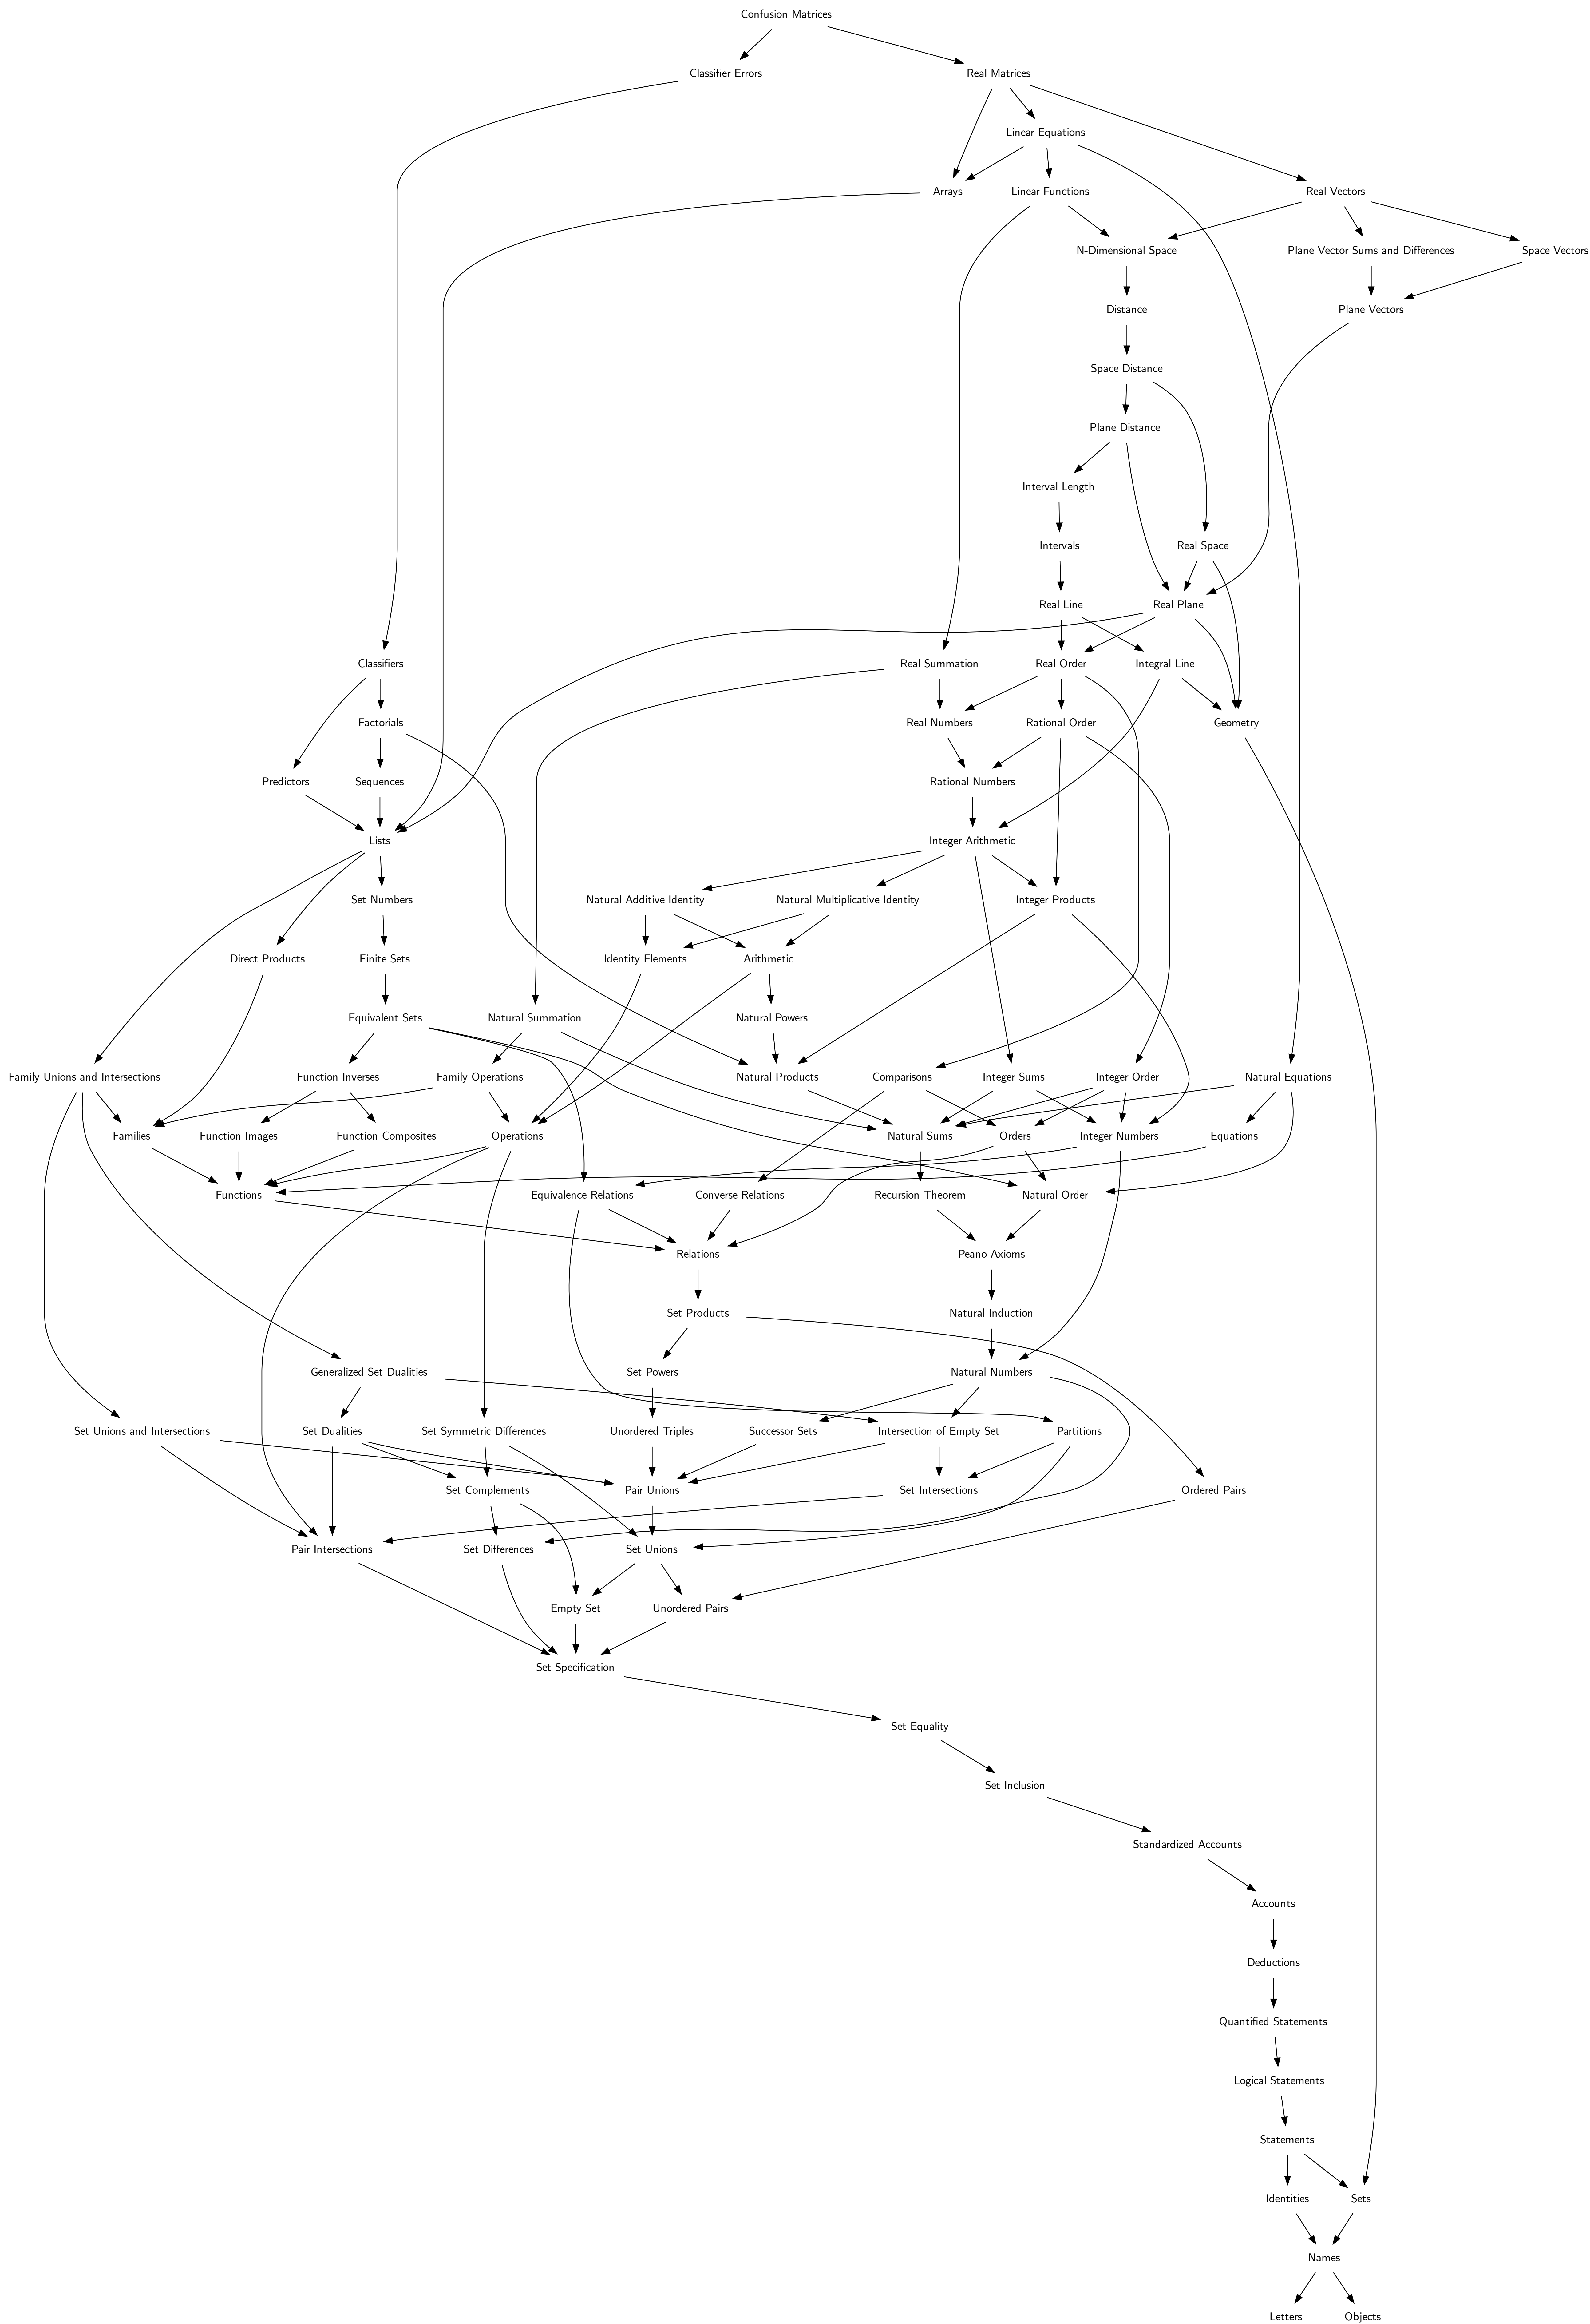 Confusion Matrices
Classifier Errors
Real Matrices
Linear Equations
Arrays
Linear Functions
Real Vectors
N-Dimensional Space
Plane Vector Sums and Differences
Space Vectors
Distance
Plane Vectors
Space Distance
Plane Distance
Interval Length
Intervals
Real Space
Real Line
Real Plane
Classifiers
Real Summation
Real Order
Integral Line
Factorials
Real Numbers
Rational Order
Geometry
Predictors
Sequences
Rational Numbers
Lists
Integer Arithmetic
Set Numbers
Natural Additive Identity
Natural Multiplicative Identity
Integer Products
Direct Products
Finite Sets
Identity Elements
Arithmetic
Equivalent Sets
Natural Summation
Natural Powers
Family Unions and Intersections
Function Inverses
Family Operations
Natural Products
Comparisons
Integer Sums
Integer Order
Natural Equations
Families
Function Images
Function Composites
Operations
Natural Sums
Orders
Integer Numbers
Equations
Functions
Equivalence Relations
Converse Relations
Recursion Theorem
Natural Order
Relations
Peano Axioms
Set Products
Natural Induction
Generalized Set Dualities
Set Powers
Natural Numbers
Set Unions and Intersections
Set Dualities
Set Symmetric Differences
Unordered Triples
Successor Sets
Intersection of Empty Set
Partitions
Set Complements
Pair Unions
Set Intersections
Ordered Pairs
Pair Intersections
Set Differences
Set Unions
Empty Set
Unordered Pairs
Set Specification
Set Equality
Set Inclusion
Standardized Accounts
Accounts
Deductions
Quantified Statements
Logical Statements
Statements
Identities
Sets
Names
Letters
Objects